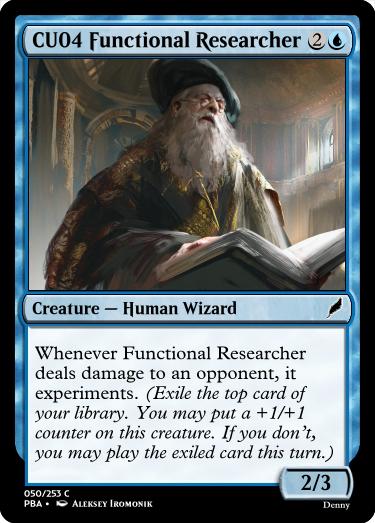 CU04 Functional Researcher 2
Creature — Human Wizard
Whenever Functional Researcher
deals damage to an opponent, it
experiments. (Exile the top card of
your library. You may put a +1/+1
counter on this creature. If you don't,
you may play the exiled card this turn.)
2/3
050/253 C
PBA • Aleksey Iromonik
Denny